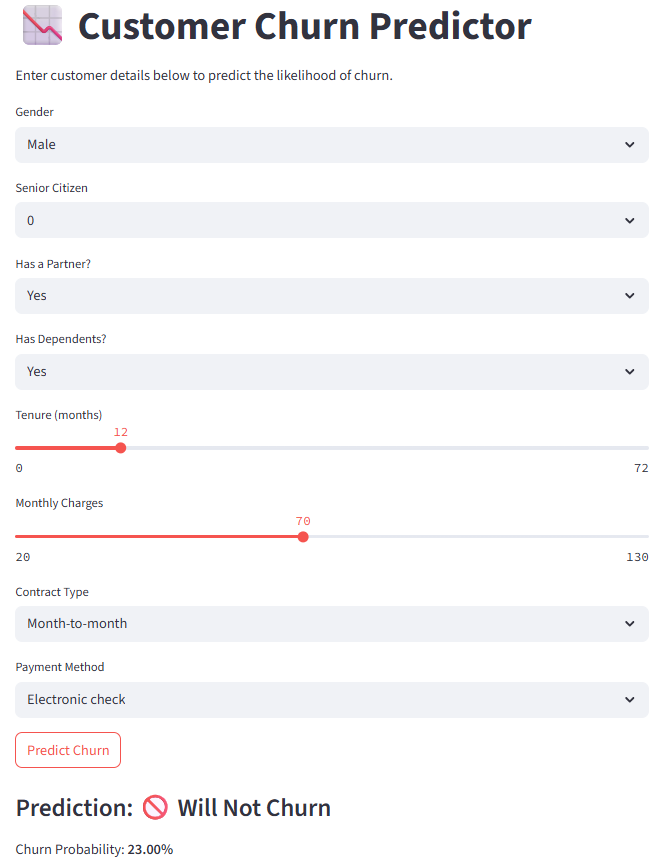 Customer Churn Predictor
Enter customer details below to predict the likelihood of churn.
Gender
Male
Senior Citizen
0
Has a Partner?
Yes
Has Dependents?
Yes
Tenure (months)
12
0 72
Monthly Charges
70
20 130
Contract Type
Month-to-month
Payment Method
Electronic check
Predict Churn
Prediction: 🚫 Will Not Churn
Churn Probability: 23.00%